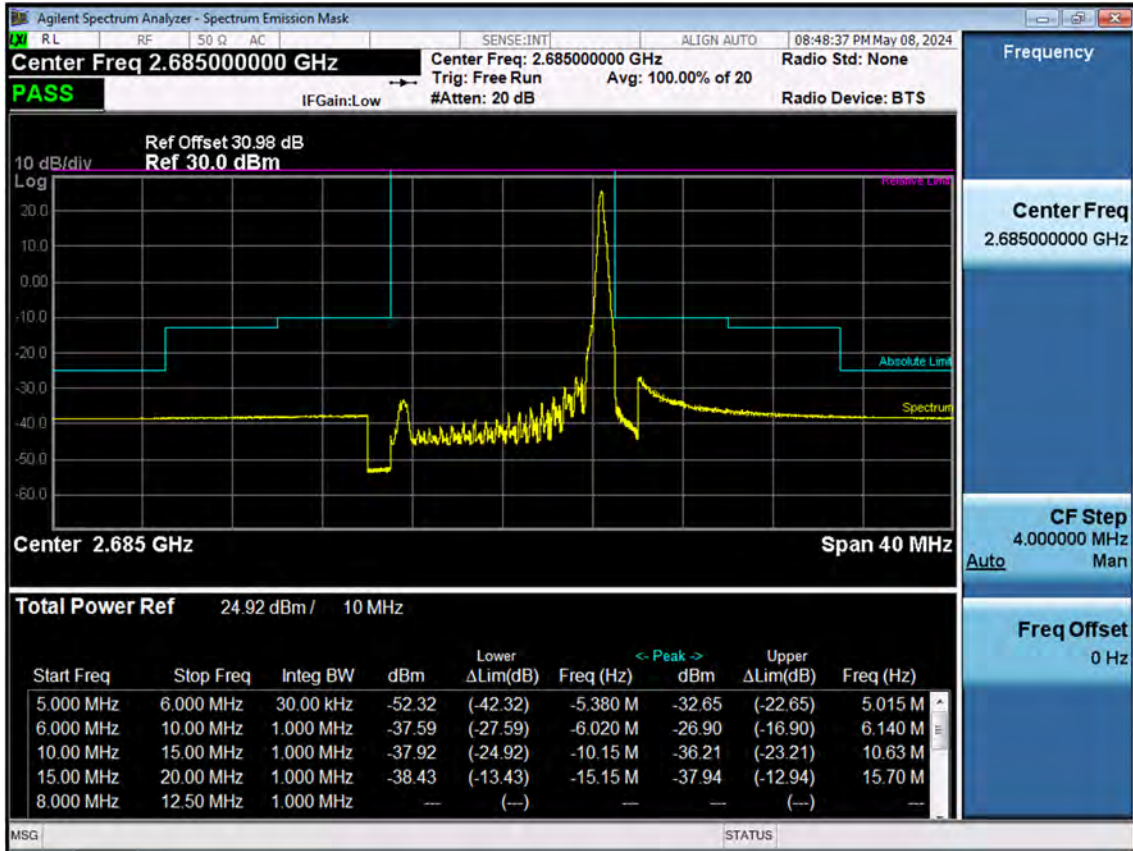 Agilent Spectrum Analyzer - Spectrum Emission Mask
LXI RL RF 50 Ω AC SENSE:INT ALIGN AUTO 08:48:37 PM May 08, 2024
Center Freq 2.685000000 GHz Center Freq: 2.685000000 GHz Radio Std: None
Trig: Free Run Avg: 100.00% of 20
PASS IFGain:Low #Atten: 20 dB Radio Device: BTS
Frequency
Ref Offset 30.98 dB
10 dB/div Ref 30.0 dBm
Log
Relative Limit
20.0
10.0
0.00
-10.0
-20.0
Absolute Limit
-30.0
Spectrum
-40.0
-50.0
-60.0
Center 2.685 GHz Span 40 MHz
Center Freq
2.685000000 GHz
CF Step
4.000000 MHz
Auto Man
Freq Offset
0 Hz
Total Power Ref 24.92 dBm / 10 MHz
Lower <- Peak -> Upper
Start Freq Stop Freq Integ BW dBm ΔLim(dB) Freq (Hz) dBm ΔLim(dB) Freq (Hz)
5.000 MHz 6.000 MHz 30.00 kHz -52.32 (-42.32) -5.380 M -32.65 (-22.65) 5.015 M
6.000 MHz 10.00 MHz 1.000 MHz -37.59 (-27.59) -6.020 M -26.90 (-16.90) 6.140 M
10.00 MHz 15.00 MHz 1.000 MHz -37.92 (-24.92) -10.15 M -36.21 (-23.21) 10.63 M
15.00 MHz 20.00 MHz 1.000 MHz -38.43 (-13.43) -15.15 M -37.94 (-12.94) 15.70 M
8.000 MHz 12.50 MHz 1.000 MHz --- (---) --- --- (---) ---
MSG STATUS